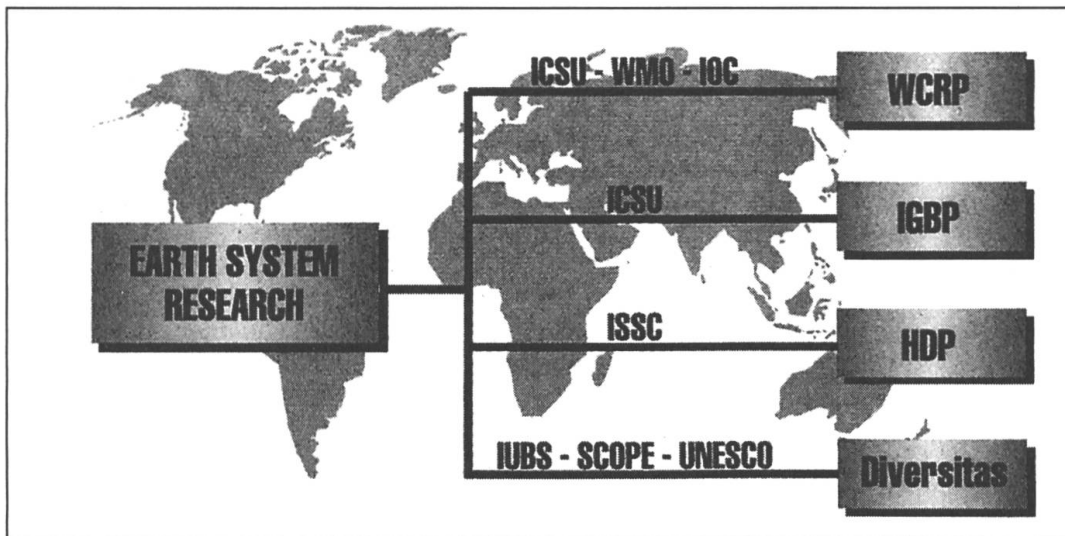 ICSU - WMO - IOC
WCRP
ICSU
IGBP
EARTH SYSTEM
RESEARCH
ISSC
HDP
IUBS - SCOPE - UNESCO
Diversitas